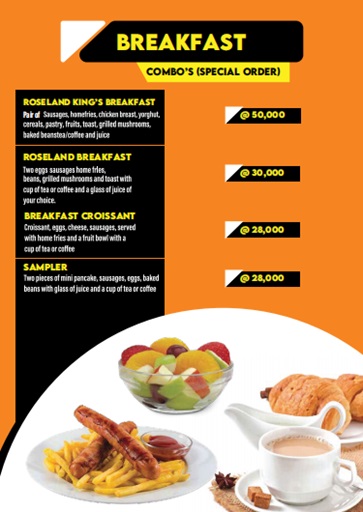 BREAKFAST
COMBO'S (SPECIAL ORDER)
ROSELAND KING'S BREAKFAST
Pair of Sausages, homefries, chicken breast, yorghut,
cereals, pastry, fruits, toast, grilled mushrooms,
baked beanstea/coffee and juice
@ 50,000
ROSELAND BREAKFAST
Two eggs sausages home fries,
beans, grilled mushrooms and toast with
cup of tea or coffee and a glass of juice of
your choice.
@ 30,000
BREAKFAST CROISSANT
Croissant, eggs, cheese, sausages, served
with home fries and a fruit bowl with a
cup of tea or coffee
@ 28,000
SAMPLER
Two pieces of mini pancake, sausages, eggs, baked
beans with glass of juice and a cup of tea or coffee
@ 28,000